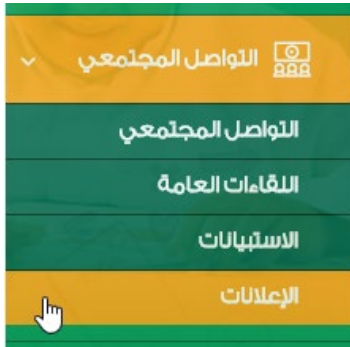 التواصل المجتمعي
التواصل المجتمعي
اللقاءات العامة
الاستبيانات
الإعلانات